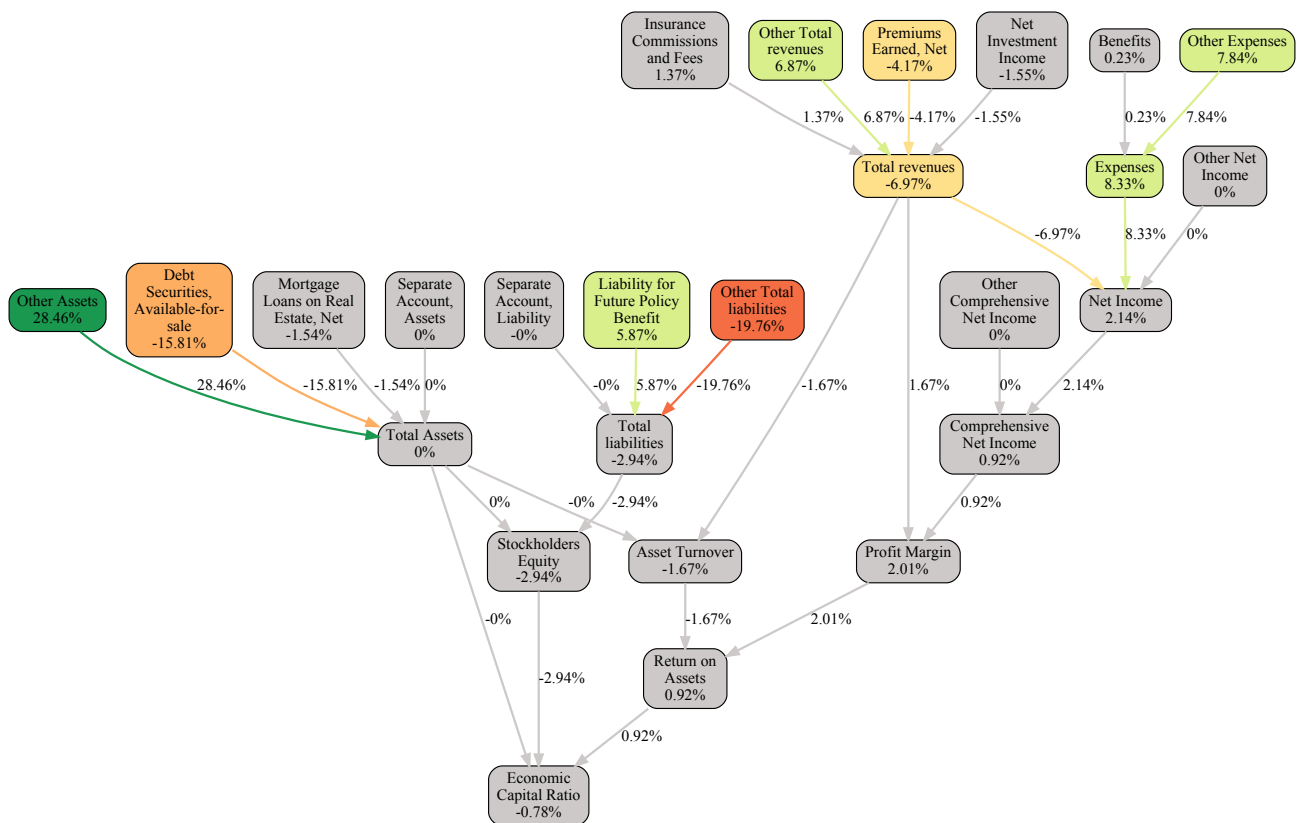 Insurance
Commissions
and Fees
1.37%
Other Total
revenues
6.87%
Premiums
Earned, Net
-4.17%
Net
Investment
Income
-1.55%
Benefits
0.23%
Other Expenses
7.84%
1.37%
6.87%
-4.17%
-1.55%
0.23%
7.84%
Total revenues
-6.97%
Expenses
8.33%
Other Net
Income
0%
-6.97%
8.33%
0%
Other Assets
28.46%
Debt
Securities,
Available-for-
sale
-15.81%
Mortgage
Loans on Real
Estate, Net
-1.54%
Separate
Account,
Assets
0%
Separate
Account,
Liability
-0%
Liability for
Future Policy
Benefit
5.87%
Other Total
liabilities
-19.76%
Other
Comprehensive
Net Income
0%
Net Income
2.14%
28.46%
-15.81%
-1.54%
0%
-0%
5.87%
-19.76%
-1.67%
1.67%
0%
2.14%
Total Assets
0%
Total
liabilities
-2.94%
Comprehensive
Net Income
0.92%
0%
-0%
-2.94%
0.92%
Stockholders
Equity
-2.94%
Asset Turnover
-1.67%
Profit Margin
2.01%
-0%
-1.67%
2.01%
-2.94%
Return on
Assets
0.92%
0.92%
Economic
Capital Ratio
-0.78%